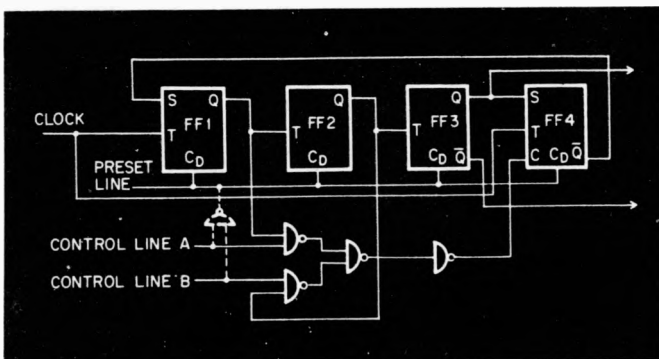 S Q Q Q S
CLOCK T FF1 T FF2 T FF3 T FF4
PRESET LINE CD CD CD Q̅ C CD Q̅
CONTROL LINE A
CONTROL LINE B